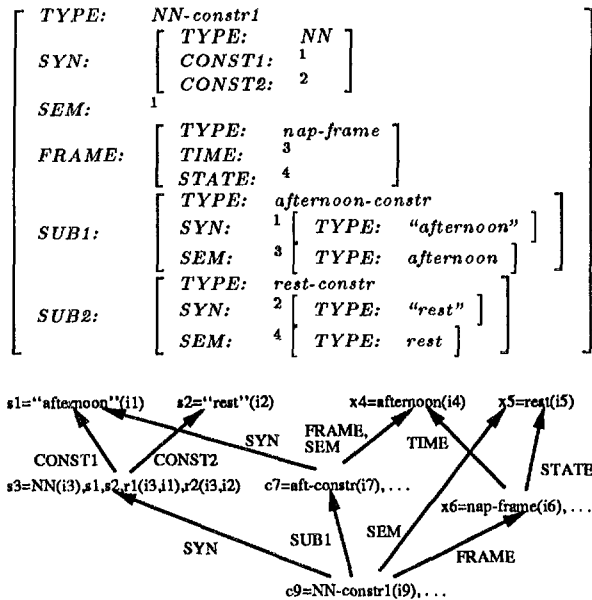 TYPE: NN-constr1
TYPE: NN
SYN: CONST1: 1
CONST2: 2
SEM: 1
TYPE: nap-frame
FRAME: TIME: 3
STATE: 4
TYPE: afternoon-constr
SUB1: SYN: 1 [ TYPE: "afternoon" ]
SEM: 3 [ TYPE: afternoon ]
TYPE: rest-constr
SUB2: SYN: 2 [ TYPE: "rest" ]
SEM: 4 [ TYPE: rest ]
s1="afternoon"(i1) s2="rest"(i2) x4=afternoon(i4) x5=rest(i5)
SYN FRAME, SEM TIME
CONST1 CONST2 STATE
s3=NN(i3),s1,s2,r1(i3,i1),r2(i3,i2) c7=aft-constr(i7), . . .
x6=nap-frame(i6), . . .
SYN SUB1 SEM FRAME
c9=NN-constr1(i9), . . .